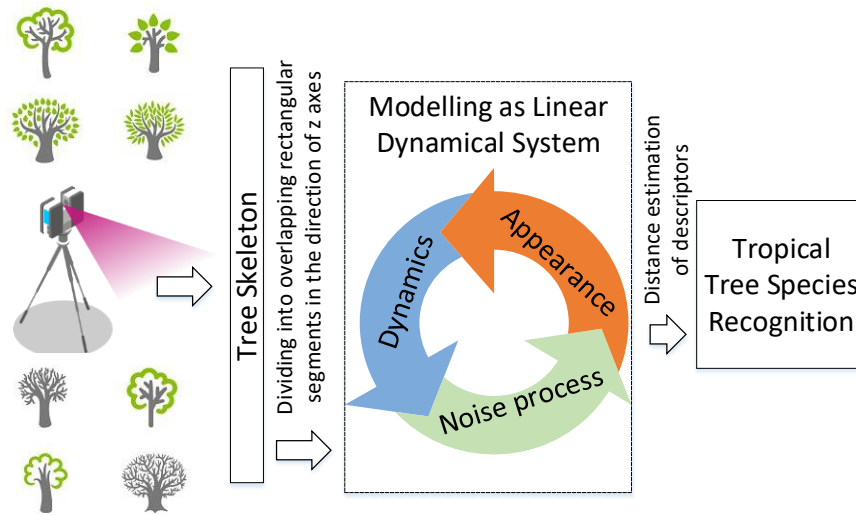 Tree Skeleton
Dividing into overlapping rectangular
segments in the direction of z axes
Modelling as Linear
Dynamical System
Dynamics
Appearance
Noise process
Distance estimation
of descriptors
Tropical
Tree Species
Recognition